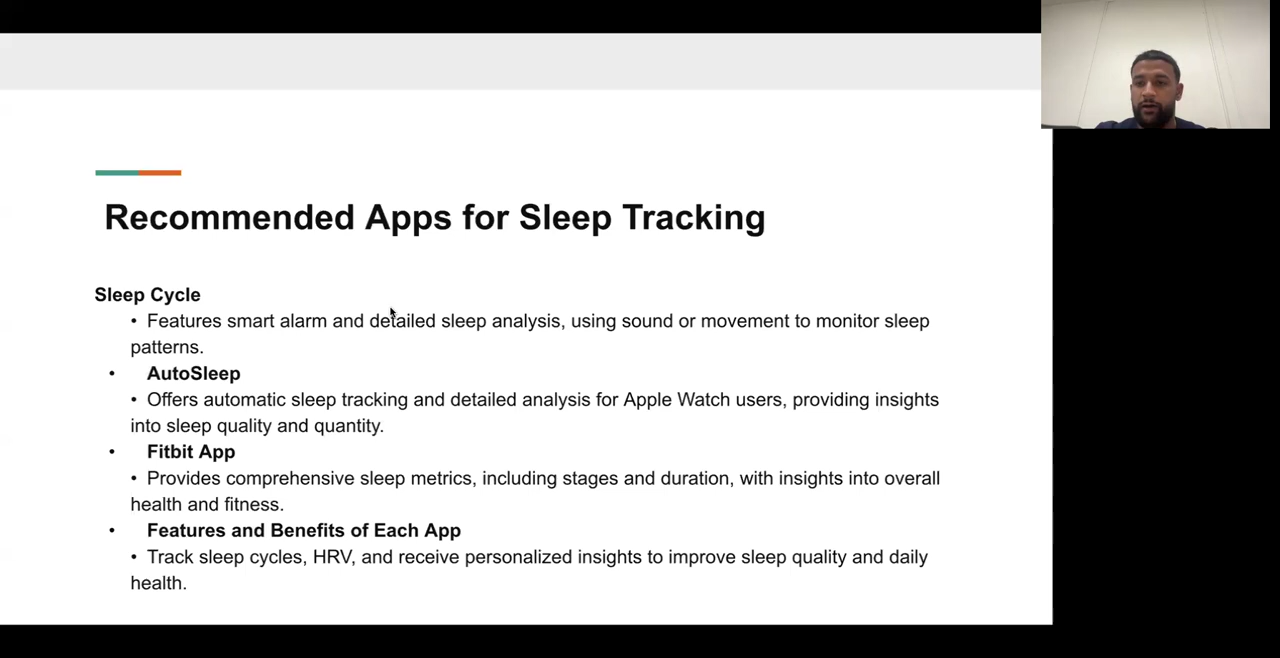 Recommended Apps for Sleep Tracking
Sleep Cycle
• Features smart alarm and detailed sleep analysis, using sound or movement to monitor sleep
patterns.
• AutoSleep
• Offers automatic sleep tracking and detailed analysis for Apple Watch users, providing insights
into sleep quality and quantity.
• Fitbit App
• Provides comprehensive sleep metrics, including stages and duration, with insights into overall
health and fitness.
• Features and Benefits of Each App
• Track sleep cycles, HRV, and receive personalized insights to improve sleep quality and daily
health.